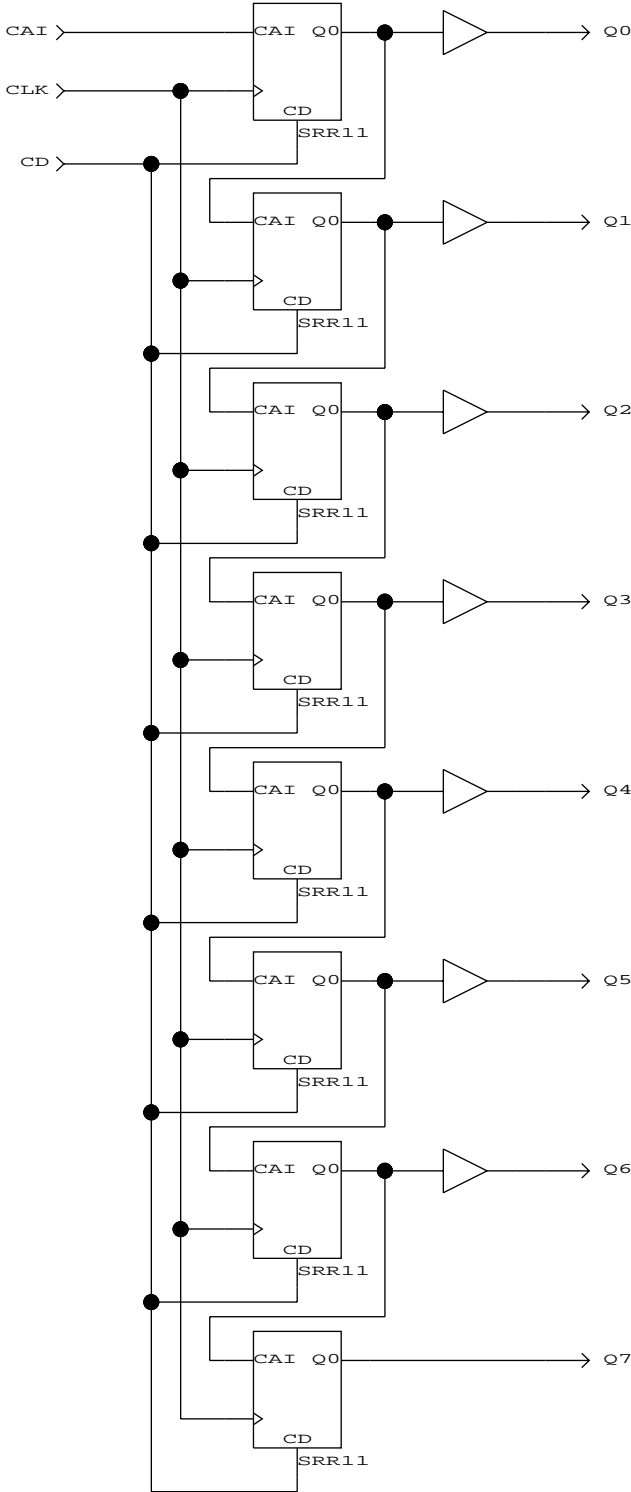 CAI
CAI Q0
Q0
CLK
CD
SRR11
CD
CAI Q0
Q1
CD
SRR11
CAI Q0
Q2
CD
SRR11
CAI Q0
Q3
CD
SRR11
CAI Q0
Q4
CD
SRR11
CAI Q0
Q5
CD
SRR11
CAI Q0
Q6
CD
SRR11
CAI Q0
Q7
CD
SRR11